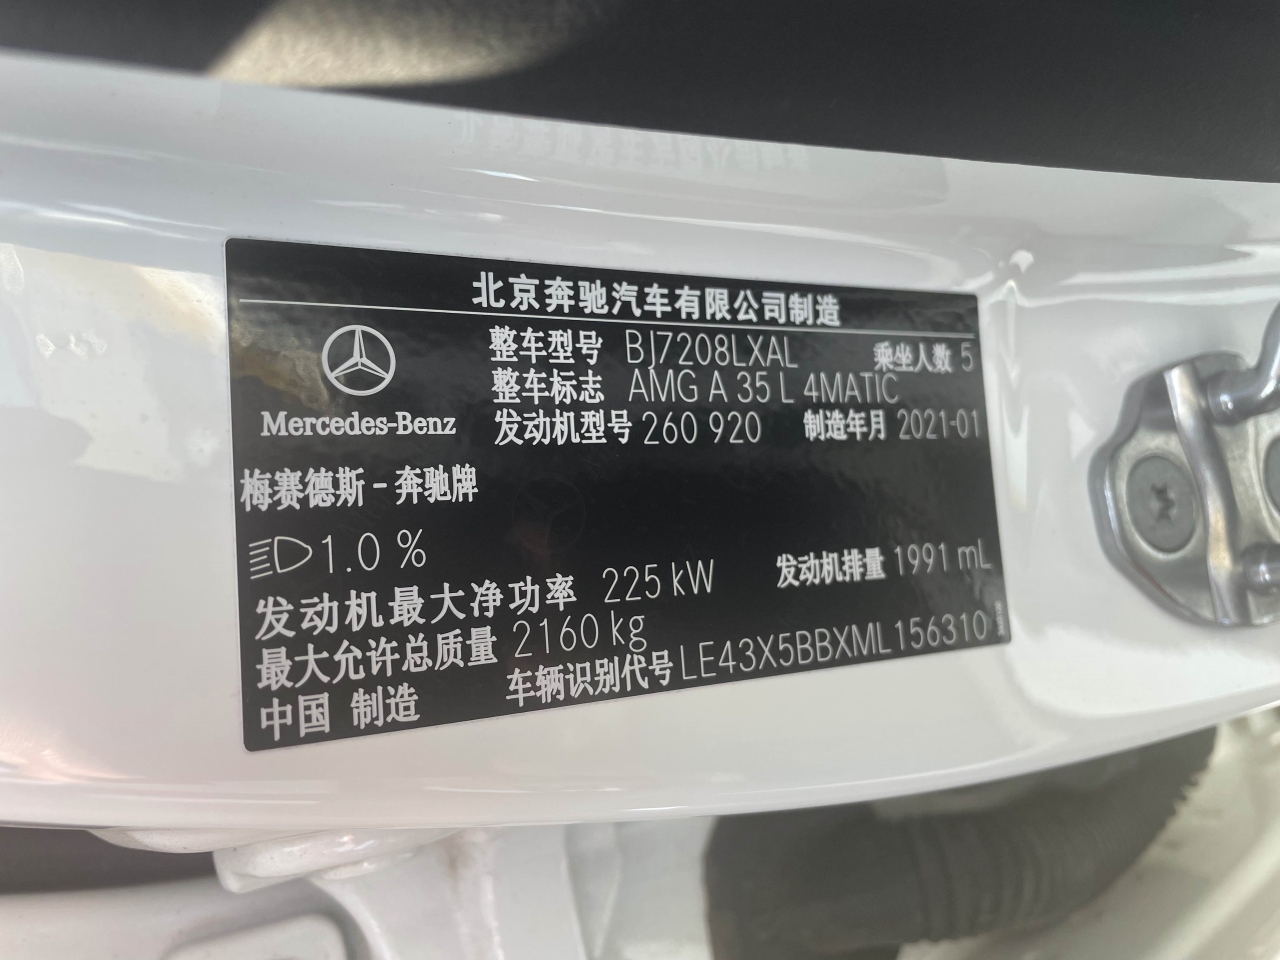 北京奔驰汽车有限公司制造
整车型号 BJ7208LXAL 乘坐人数 5
整车标志 AMG A 35 L 4MATIC
Mercedes-Benz
发动机型号 260 920 制造年月 2021-01
梅赛德斯-奔驰牌
1.0 %
发动机最大净功率 225 kW 发动机排量 1991 mL
最大允许总质量 2160 kg
中国 制造 车辆识别代号 LE43X5BBXML156310